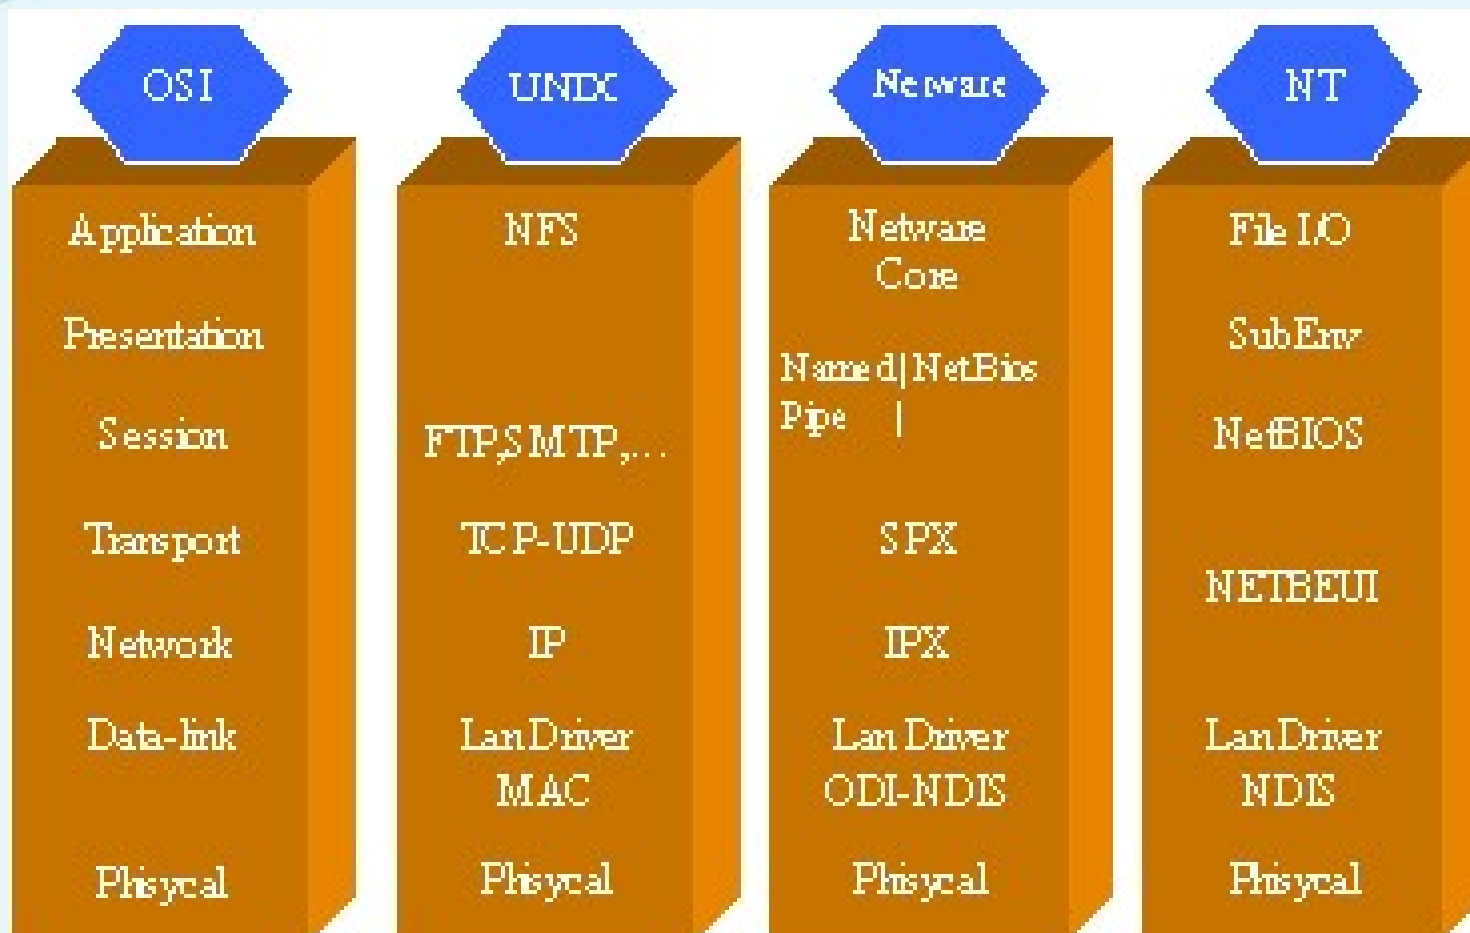 OSI
Application
Presentation
Session
Transport
Network
Data-link
Phisycal
UNIX
NFS
FTP,SMTP,...
TCP-UDP
IP
Lan Driver
MAC
Phisycal
Netware
Netware
Core
Named|NetBios
Pipe |
SPX
IPX
Lan Driver
ODI-NDIS
Phisycal
NT
File I/O
SubEnv
NetBIOS
NETBEUI
Lan Driver
NDIS
Phisycal